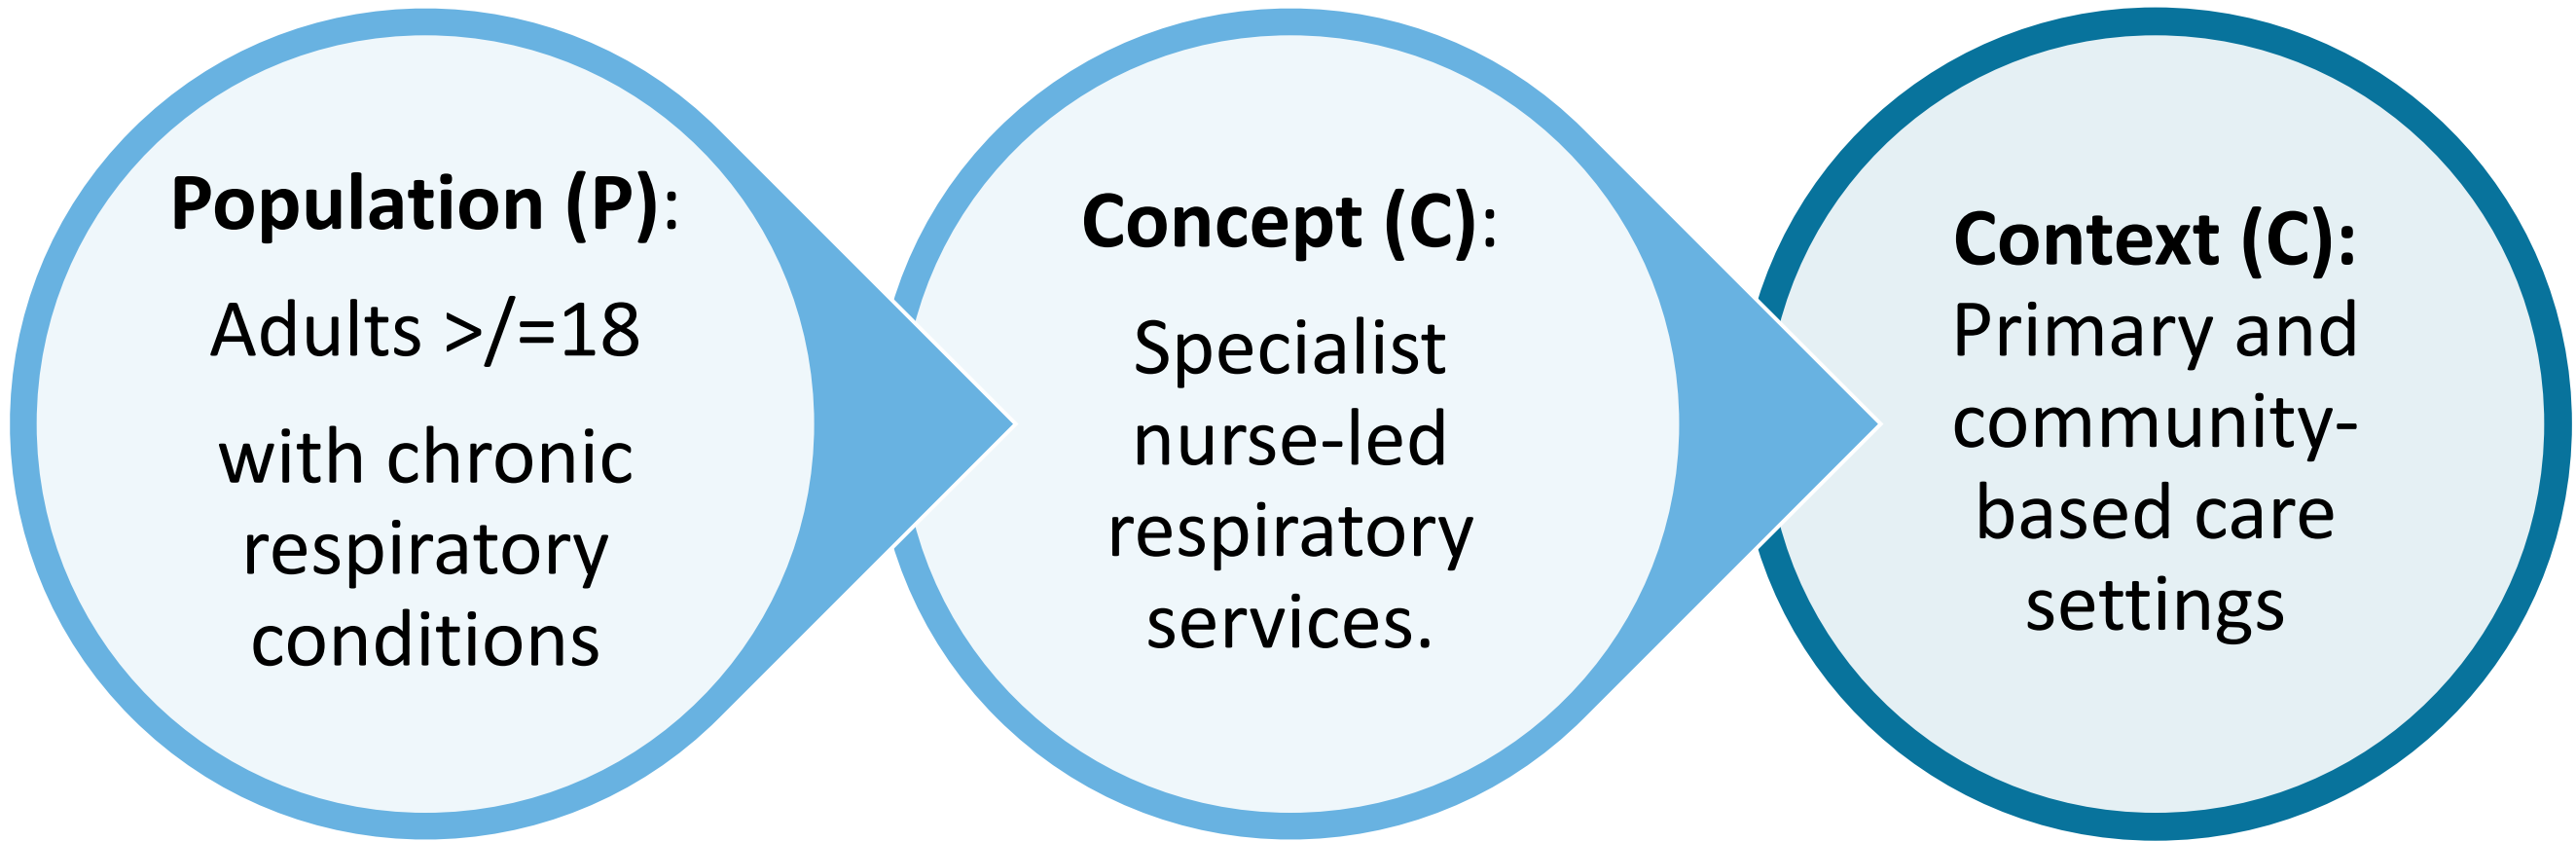 Population (P):
Adults >/=18
with chronic
respiratory
conditions
Concept (C):
Specialist
nurse-led
respiratory
services.
Context (C):
Primary and
community-
based care
settings